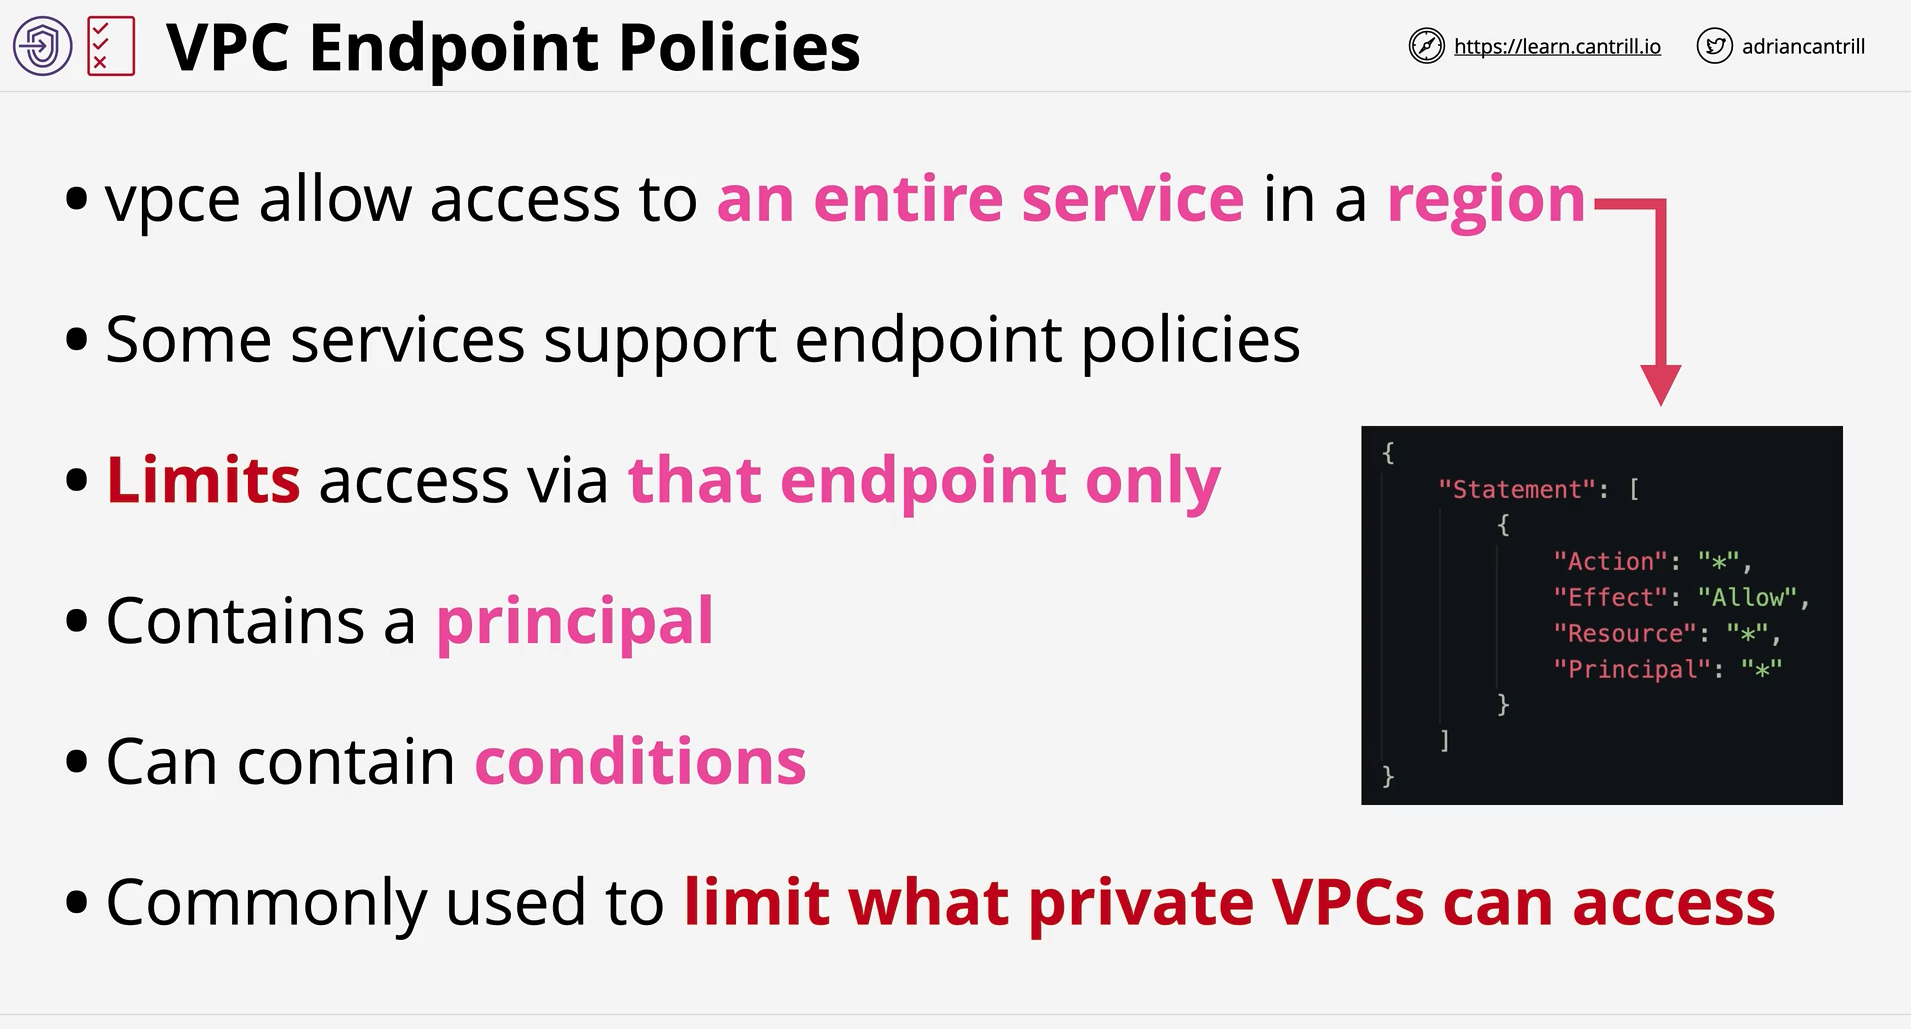 VPC Endpoint Policies
https://learn.cantrill.io
adriancantrill
• vpce allow access to an entire service in a region
• Some services support endpoint policies
• Limits access via that endpoint only
• Contains a principal
• Can contain conditions
• Commonly used to limit what private VPCs can access
{
"Statement": [
{
"Action": "*",
"Effect": "Allow",
"Resource": "*",
"Principal": "*"
}
]
}